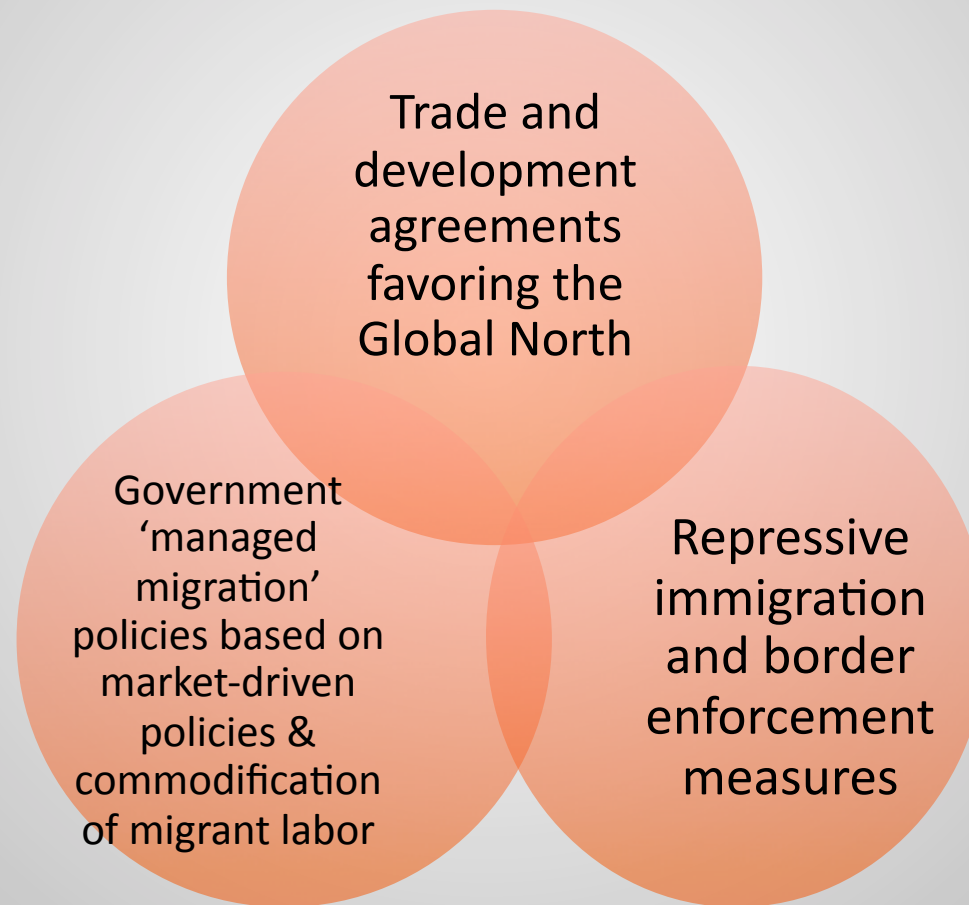 Trade and
development
agreements
favoring the
Global North
Government
‘managed
migration’
policies based on
market-driven
policies &
commodification
of migrant labor
Repressive
immigration
and border
enforcement
measures